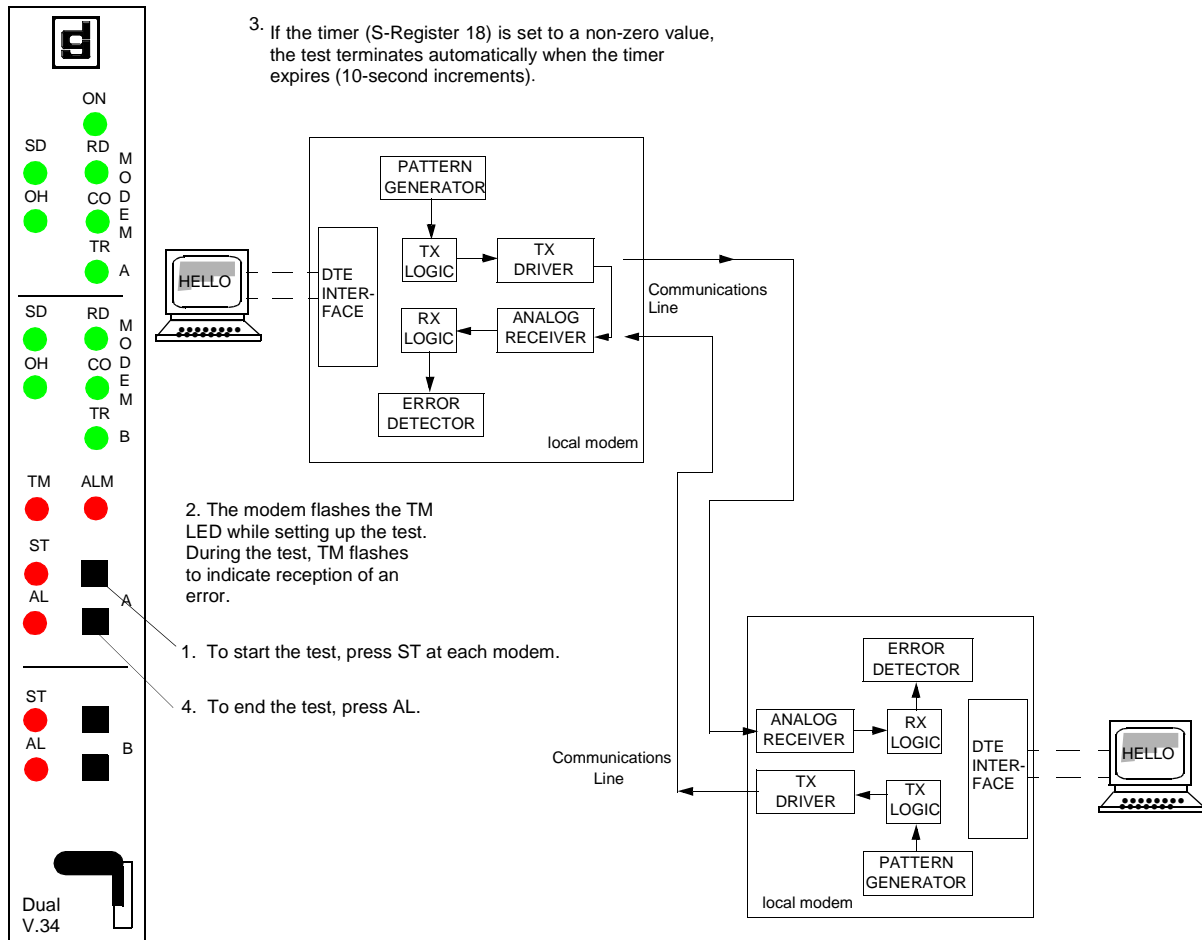 3. If the timer (S-Register 18) is set to a non-zero value,
the test terminates automatically when the timer
expires (10-second increments).
ON
SD
RD
OH
CO
TR
MODEM
A
SD
RD
OH
CO
TR
MODEM
B
TM
ALM
ST
AL
A
ST
AL
B
Dual
V.34
HELLO
DTE
INTER-
FACE
PATTERN
GENERATOR
TX
LOGIC
TX
DRIVER
RX
LOGIC
ANALOG
RECEIVER
ERROR
DETECTOR
local modem
Communications
Line
2. The modem flashes the TM
LED while setting up the test.
During the test, TM flashes
to indicate reception of an
error.
1. To start the test, press ST at each modem.
4. To end the test, press AL.
Communications
Line
ERROR
DETECTOR
ANALOG
RECEIVER
RX
LOGIC
TX
DRIVER
TX
LOGIC
PATTERN
GENERATOR
DTE
INTER-
FACE
local modem
HELLO